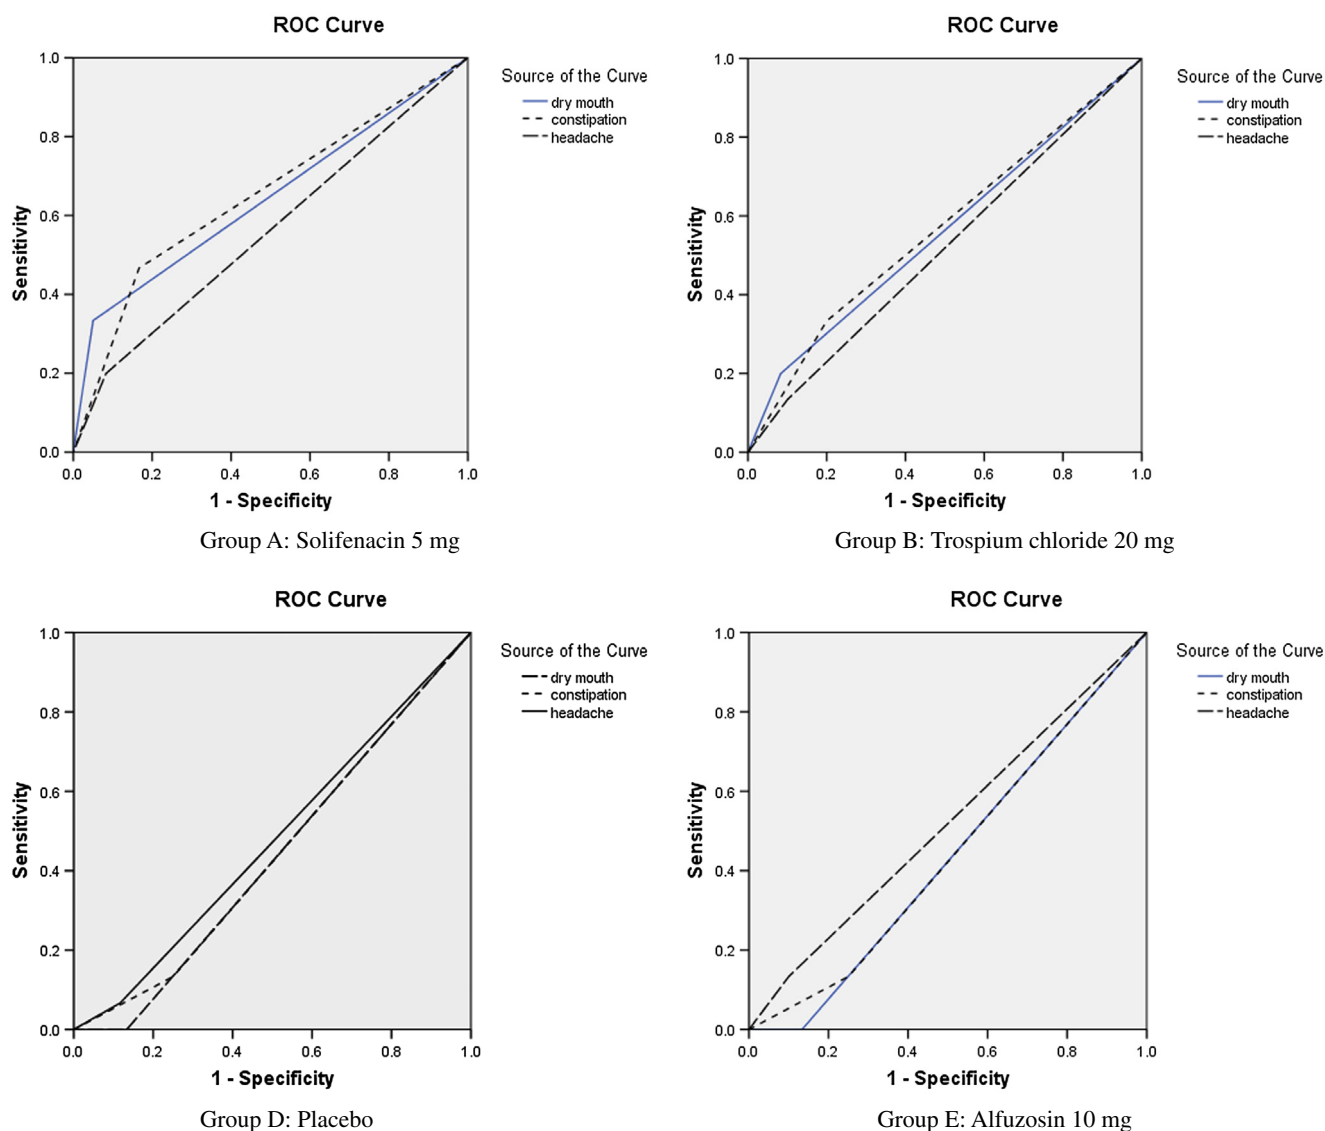 ROC Curve
1.0
0.8
0.6
0.4
0.2
0.0
Sensitivity
0.0 0.2 0.4 0.6 0.8 1.0
1 - Specificity
Source of the Curve
dry mouth
constipation
headache
Group A: Solifenacin 5 mg
ROC Curve
1.0
0.8
0.6
0.4
0.2
0.0
Sensitivity
0.0 0.2 0.4 0.6 0.8 1.0
1 - Specificity
Source of the Curve
dry mouth
constipation
headache
Group B: Trospium chloride 20 mg
ROC Curve
1.0
0.8
0.6
0.4
0.2
0.0
Sensitivity
0.0 0.2 0.4 0.6 0.8 1.0
1 - Specificity
Source of the Curve
dry mouth
constipation
headache
Group D: Placebo
ROC Curve
1.0
0.8
0.6
0.4
0.2
0.0
Sensitivity
0.0 0.2 0.4 0.6 0.8 1.0
1 - Specificity
Source of the Curve
dry mouth
constipation
headache
Group E: Alfuzosin 10 mg